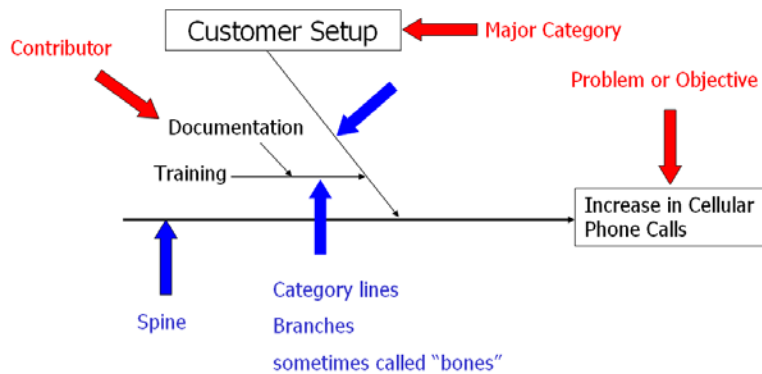 Customer Setup
Major Category
Contributor
Problem or Objective
Documentation
Training
Increase in Cellular
Phone Calls
Category lines
Spine
Branches
sometimes called “bones”